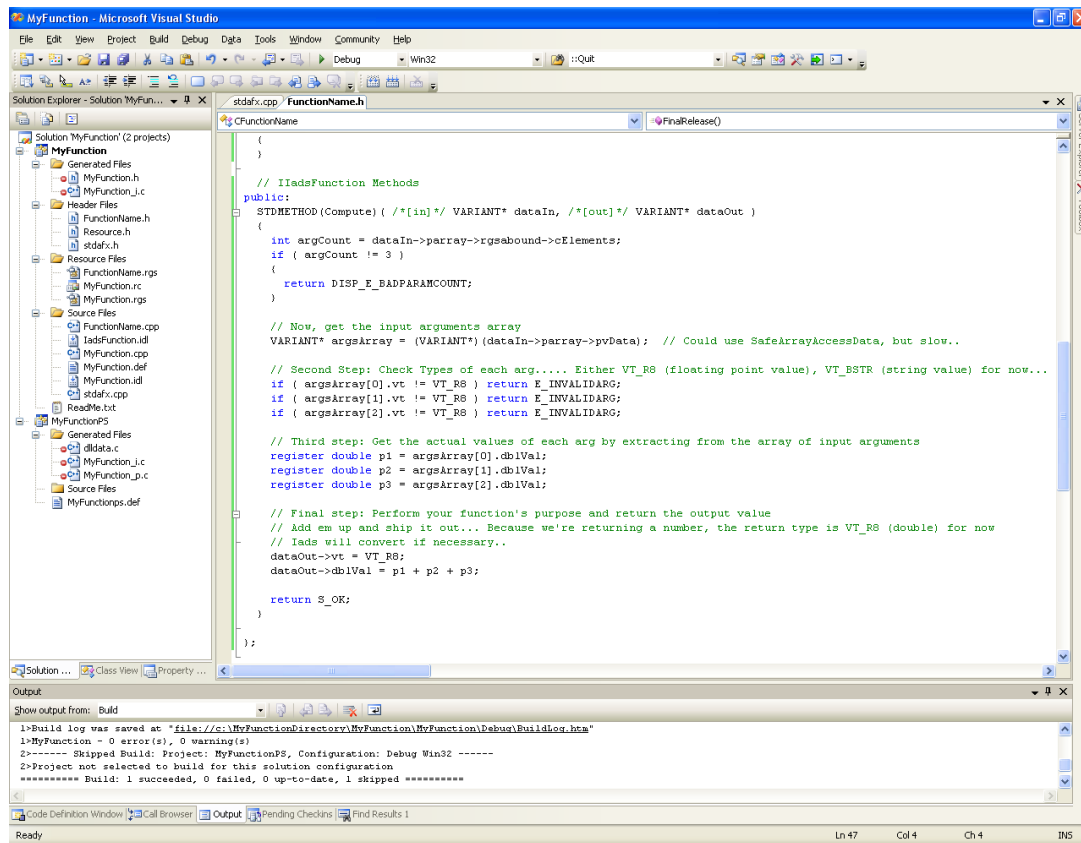 MyFunction - Microsoft Visual Studio
File Edit View Project Build Debug Data Tools Window Community Help
Debug Win32 ::Quit
Solution Explorer - Solution 'MyFun...
stdafx.cpp FunctionName.h
CFunctionName FinalRelease()
Solution 'MyFunction' (2 projects)
MyFunction
Generated Files
MyFunction.h
MyFunction_i.c
Header Files
FunctionName.h
Resource.h
stdafx.h
Resource Files
FunctionName.rgs
MyFunction.rc
MyFunction.rgs
Source Files
FunctionName.cpp
IadsFunction.idl
MyFunction.cpp
MyFunction.def
MyFunction.idl
stdafx.cpp
ReadMe.txt
MyFunctionPS
Generated Files
dlldata.c
MyFunction_i.c
MyFunction_p.c
Source Files
MyFunctionps.def
Solution ... Class View Property ...
{
}
// IIadsFunction Methods
public:
STDMETHOD(Compute)( /*[in]*/ VARIANT* dataIn, /*[out]*/ VARIANT* dataOut )
{
int argCount = dataIn->parray->rgsabound->cElements;
if ( argCount != 3 )
{
return DISP_E_BADPARAMCOUNT;
}
// Now, get the input arguments array
VARIANT* argsArray = (VARIANT*)(dataIn->parray->pvData); // Could use SafeArrayAccessData, but slow..
// Second Step: Check Types of each arg..... Either VT_R8 (floating point value), VT_BSTR (string value) for now...
if ( argsArray[0].vt != VT_R8 ) return E_INVALIDARG;
if ( argsArray[1].vt != VT_R8 ) return E_INVALIDARG;
if ( argsArray[2].vt != VT_R8 ) return E_INVALIDARG;
// Third step: Get the actual values of each arg by extracting from the array of input arguments
register double p1 = argsArray[0].dblVal;
register double p2 = argsArray[1].dblVal;
register double p3 = argsArray[2].dblVal;
// Final step: Perform your function's purpose and return the output value
// Add em up and ship it out... Because we're returning a number, the return type is VT_R8 (double) for now
// Iads will convert if necessary..
dataOut->vt = VT_R8;
dataOut->dblVal = p1 + p2 + p3;
return S_OK;
}
};
Output
Show output from: Build
1>Build log was saved at "file://c:\MyFunctionDirectory\MyFunction\MyFunction\Debug\BuildLog.htm"
1>MyFunction - 0 error(s), 0 warning(s)
2>------ Skipped Build: Project: MyFunctionPS, Configuration: Debug Win32 ------
2>Project not selected to build for this solution configuration
========== Build: 1 succeeded, 0 failed, 0 up-to-date, 1 skipped ==========
Code Definition Window Call Browser Output Pending Checkins Find Results 1
Ready Ln 47 Col 4 Ch 4 INS